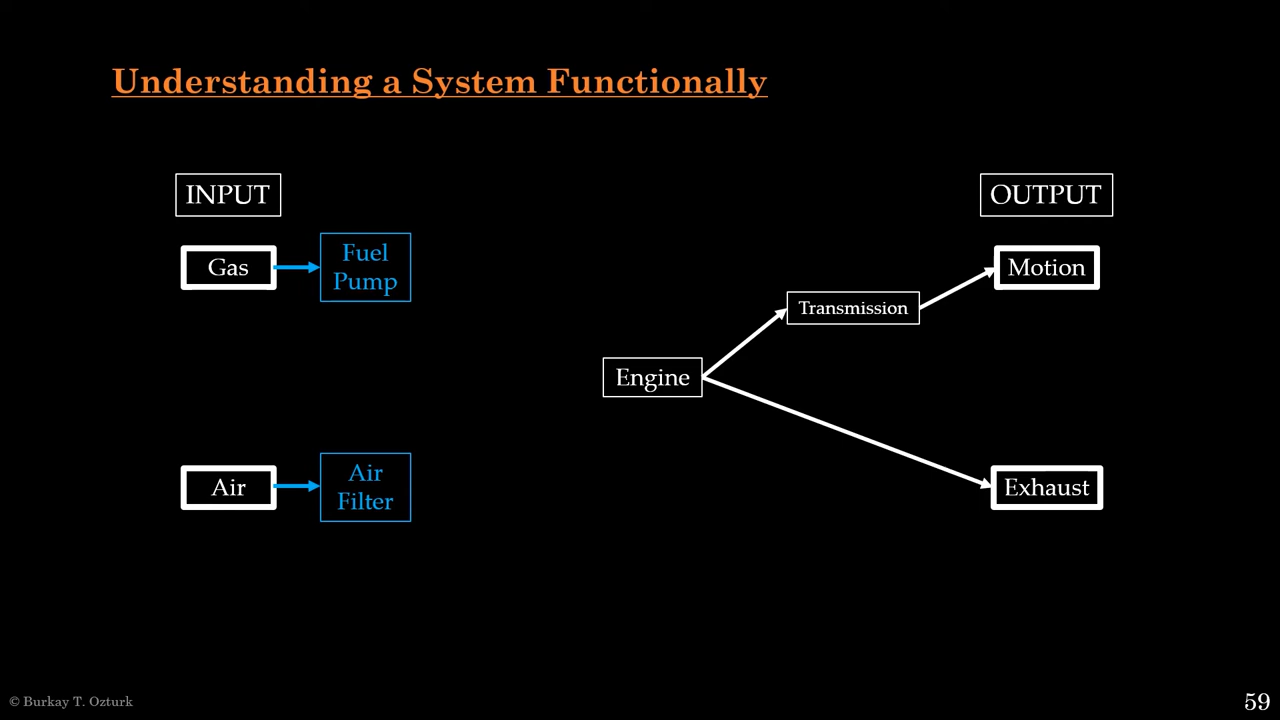 Understanding a System Functionally
INPUT
OUTPUT
Gas
Fuel
Pump
Motion
Transmission
Engine
Air
Air
Filter
Exhaust
© Burkay T. Ozturk
59